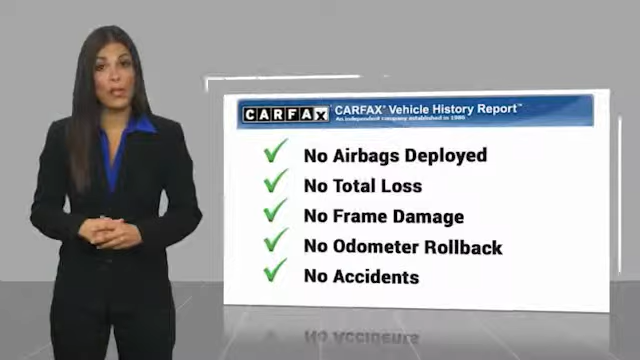 CARFAX CARFAX® Vehicle History Report™
An independent company established in 1986
No Airbags Deployed
No Total Loss
No Frame Damage
No Odometer Rollback
No Accidents